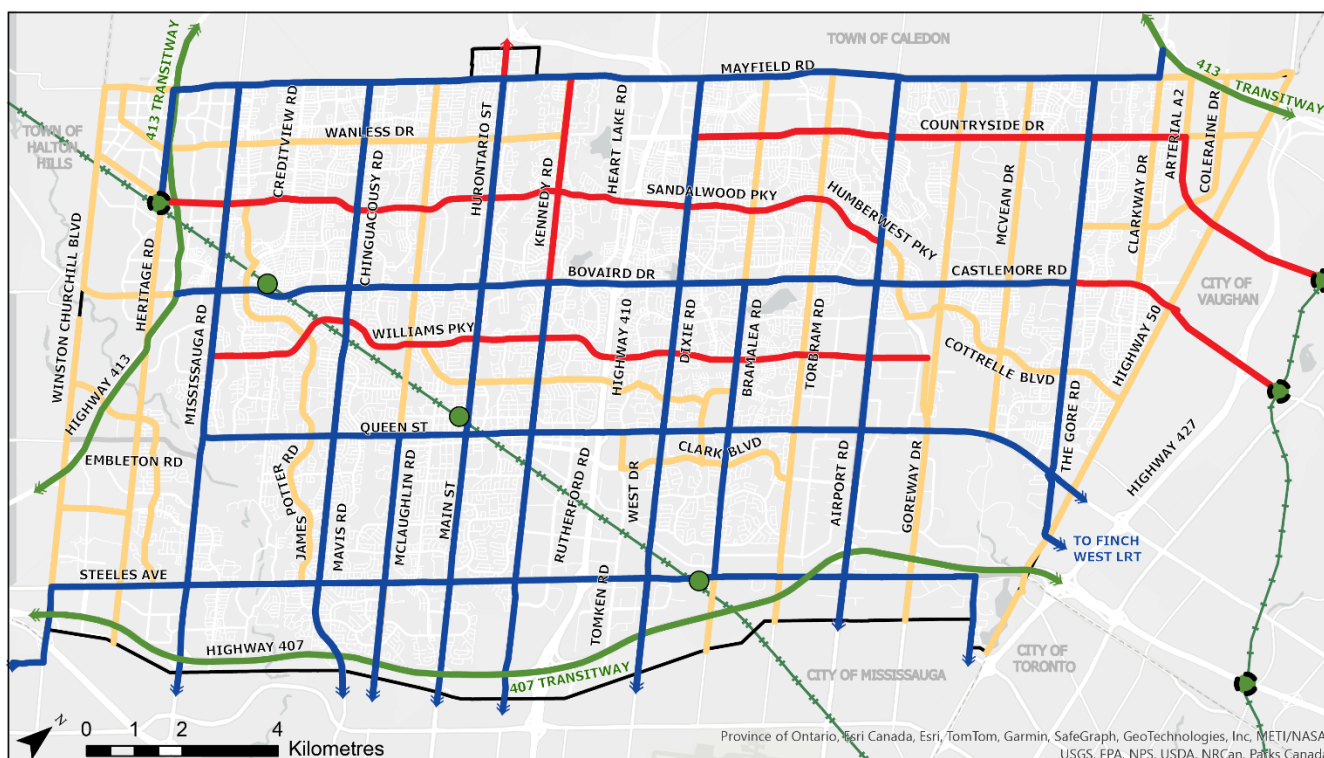 413 TRANSITWAY
TOWN OF CALEDON
MAYFIELD RD
413 TRANSITWAY
TOWN OF
HALTON
HILLS
CREDITVIEW RD
WANLESS DR
CHINGUACOUSY RD
HURONTARIO ST
KENNEDY RD
HEART LAKE RD
COUNTRYSIDE DR
ARTERIAL A2
COLERAINE DR
SANDALWOOD PKY
HUMBERWEST PKY
MCVEAN DR
CLARKWAY DR
WINSTON CHURCHILL BLVD
HERITAGE RD
BOVAIRD DR
CASTLEMORE RD
CITY OF
VAUGHAN
MISSISSAUGA RD
WILLIAMS PKY
HIGHWAY 410
DIXIE RD
BRAMALEA RD
TORBRAM RD
COTTRELLE BLVD
HIGHWAY 50
HIGHWAY 413
QUEEN ST
THE GORE RD
EMBLETON RD
CLARK BLVD
HIGHWAY 427
JAMES POTTER RD
MAVIS RD
MCLAUGHLIN RD
MAIN ST
RUTHERFORD RD
WEST DR
AIRPORT RD
GOREWAY DR
TO FINCH
WEST LRT
STEELES AVE
TOMKEN RD
HIGHWAY 407
407 TRANSITWAY
CITY OF MISSISSAUGA
CITY OF
TORONTO
N
0 1 2 4
Kilometres
Province of Ontario, Esri Canada, Esri, TomTom, Garmin, SafeGraph, GeoTechnologies, Inc, METI/NASA,
USGS, EPA, NPS, USDA, NRCan, Parks Canada